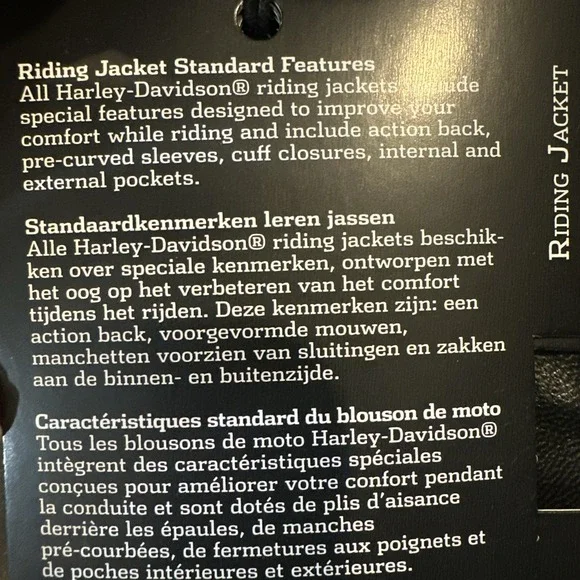 Riding Jacket Standard Features
All Harley-Davidson® riding jackets include
special features designed to improve your
comfort while riding and include action back,
pre-curved sleeves, cuff closures, internal and
external pockets.
Standaardkenmerken leren jassen
Alle Harley-Davidson® riding jackets beschik-
ken over speciale kenmerken, ontworpen met
het oog op het verbeteren van het comfort
tijdens het rijden. Deze kenmerken zijn: een
action back, voorgevormde mouwen,
manchetten voorzien van sluitingen en zakken
aan de binnen- en buitenzijde.
Caractéristiques standard du blouson de moto
Tous les blousons de moto Harley-Davidson®
intègrent des caractéristiques spéciales
conçues pour améliorer votre confort pendant
la conduite et sont dotés de plis d'aisance
derrière les épaules, de manches
pré-courbées, de fermetures aux poignets et
de poches intérieures et extérieures.
Riding Jacket